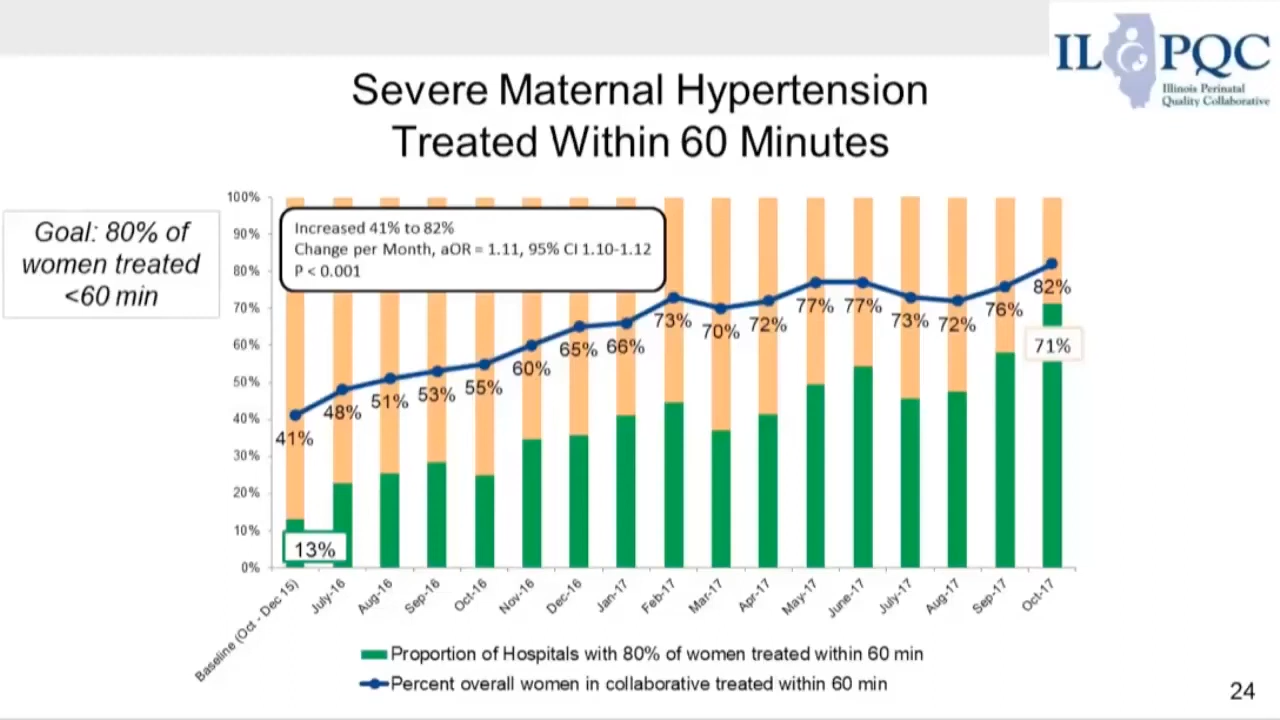 IL PQC
Illinois Perinatal
Quality Collaborative
Severe Maternal Hypertension
Treated Within 60 Minutes
Goal: 80% of
women treated
<60 min
100%
90%
80%
70%
60%
50%
40%
30%
20%
10%
0%
Increased 41% to 82%
Change per Month, aOR = 1.11, 95% CI 1.10-1.12
P < 0.001
41%
48%
51%
53%
55%
60%
65%
66%
73%
70%
72%
77%
77%
73%
72%
76%
82%
71%
13%
Baseline (Oct - Dec 15)
July-16
Aug-16
Sep-16
Oct-16
Nov-16
Dec-16
Jan-17
Feb-17
Mar-17
Apr-17
May-17
June-17
July-17
Aug-17
Sep-17
Oct-17
Proportion of Hospitals with 80% of women treated within 60 min
Percent overall women in collaborative treated within 60 min
24